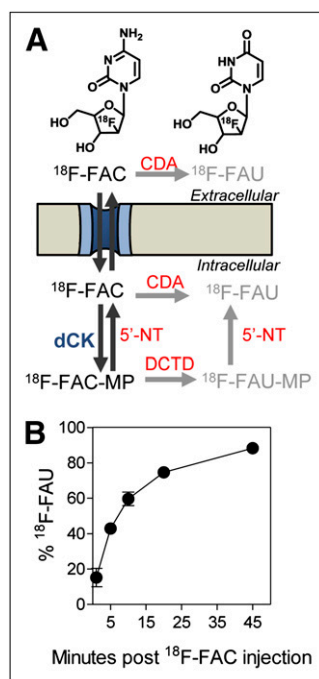 A
NH₂
N
O
N
HO
¹⁸F
O
HO
O
HN
O
N
HO
¹⁸F
O
HO
¹⁸F-FAC CDA ¹⁸F-FAU
Extracellular
Intracellular
¹⁸F-FAC CDA ¹⁸F-FAU
dCK 5'-NT 5'-NT
¹⁸F-FAC-MP DCTD ¹⁸F-FAU-MP
B
% ¹⁸F-FAU
100
80
60
40
20
0
5 15 25 35 45
Minutes post ¹⁸F-FAC injection